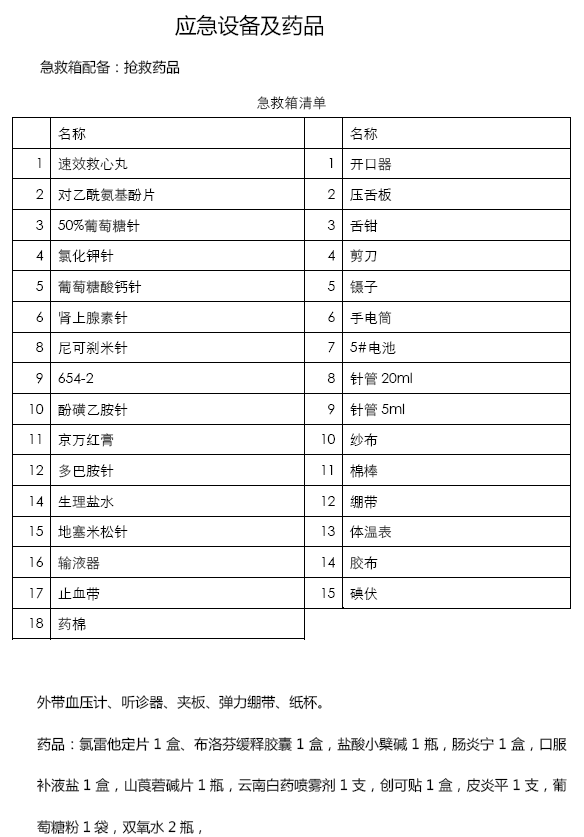 应急设备及药品
急救箱配备：抢救药品
急救箱清单
名称 名称
1 速效救心丸 1 开口器
2 对乙酰氨基酚片 2 压舌板
3 50%葡萄糖针 3 舌钳
4 氯化钾针 4 剪刀
5 葡萄糖酸钙针 5 镊子
6 肾上腺素针 6 手电筒
8 尼可刹米针 7 5#电池
9 654-2 8 针管 20ml
10 酚磺乙胺针 9 针管 5ml
11 京万红膏 10 纱布
12 多巴胺针 11 棉棒
14 生理盐水 12 绷带
15 地塞米松针 13 体温表
16 输液器 14 胶布
17 止血带 15 碘伏
18 药棉
外带血压计、听诊器、夹板、弹力绷带、纸杯。
药品：氯雷他定片 1 盒、布洛芬缓释胶囊 1 盒，盐酸小檗碱 1 瓶，肠炎宁 1 盒，口服
补液盐 1 盒，山莨菪碱片 1 瓶，云南白药喷雾剂 1 支，创可贴 1 盒，皮炎平 1 支，葡
萄糖粉 1 袋，双氧水 2 瓶，